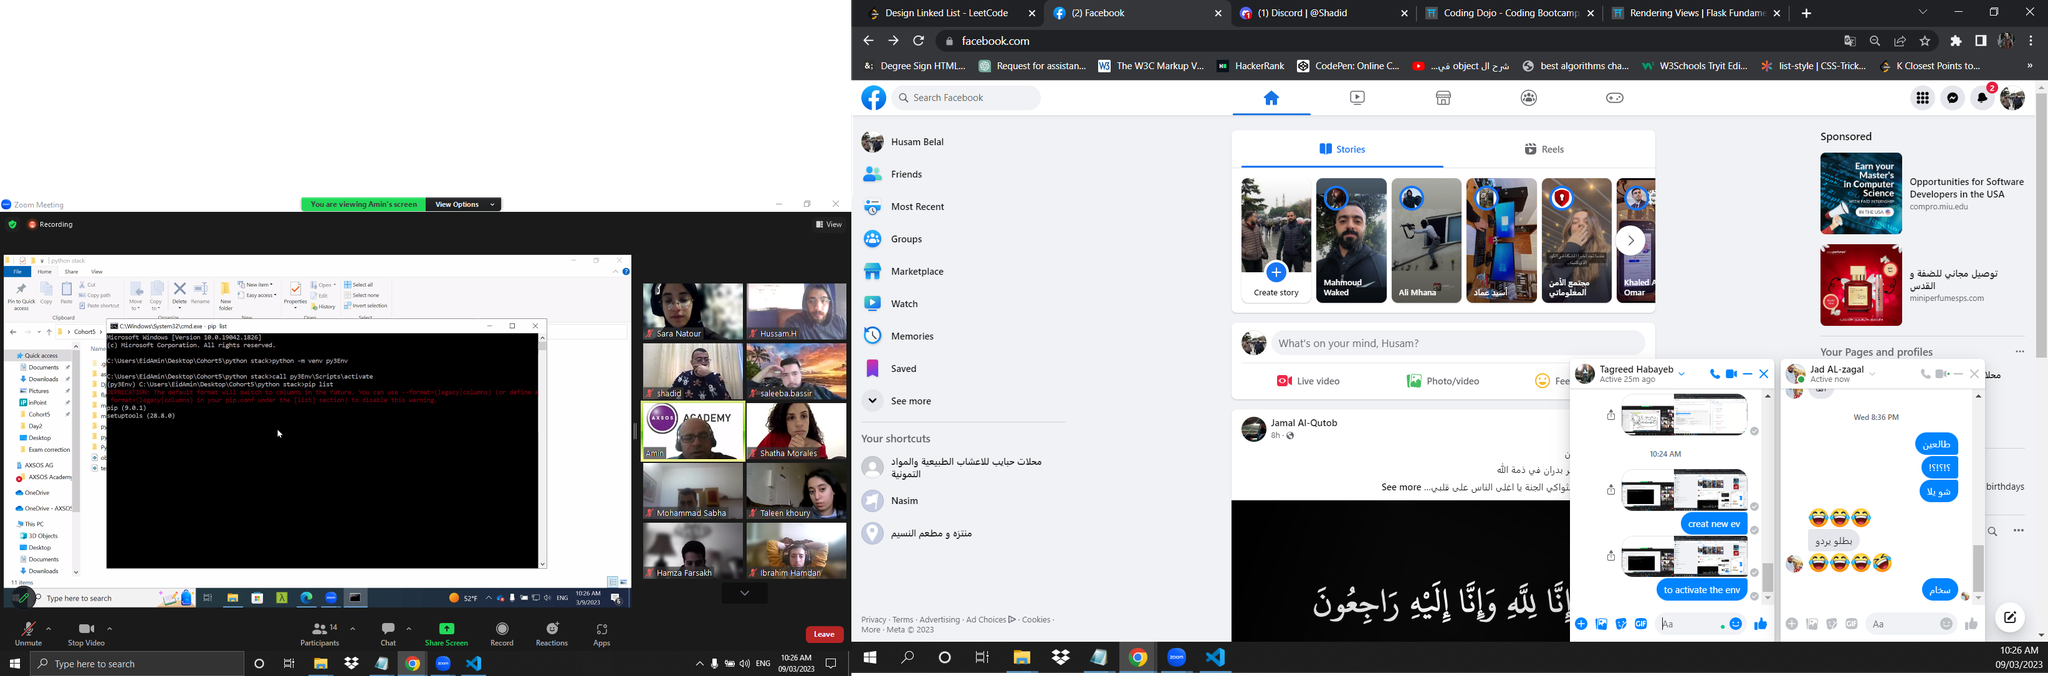 Zoom Meeting
You are viewing Amin's screen
View Options
Recording
View
python stack
File
Home
Share
View
Pin to Quick access
Copy
Paste
Cut
Copy path
Paste shortcut
Move to
Copy to
Delete
Rename
New folder
New item
Easy access
Properties
Open
Edit
History
Select all
Select none
Invert selection
Clipboard
Organize
New
Open
Select
Cohort5
Quick access
Documents
Downloads
Pictures
inPoint
Cohort5
Day2
Desktop
Exam correction
AXSOS AG
AXSOS Academ
OneDrive
OneDrive - AXSOS
This PC
3D Objects
Desktop
Documents
Downloads
11 items
C:\Windows\System32\cmd.exe - pip list
Microsoft Windows [Version 10.0.19042.1826]
(c) Microsoft Corporation. All rights reserved.
C:\Users\EidAmin\Desktop\Cohort5\python stack>python -m venv py3Env
C:\Users\EidAmin\Desktop\Cohort5\python stack>call py3Env\Scripts\activate
(py3Env) C:\Users\EidAmin\Desktop\Cohort5\python stack>pip list
DEPRECATION: The default format will switch to columns in the future. You can use --format=(legacy|columns) (or define a
format=(legacy|columns) in your pip.conf under the [list] section) to disable this warning.
pip (9.0.1)
setuptools (28.8.0)
Type here to search
52°F
ENG
10:26 AM
3/9/2023
Sara Natour
Hussam.H
shadid
saleeba.bassir
AXSOS
ACADEMY
Amin
Shatha Morales
Mohammad Sabha
Taleen khoury
Hamza Farsakh
Ibrahim Hamdan
Unmute
Stop Video
Participants
14
Chat
Share Screen
Record
Reactions
Apps
Leave
Type here to search
ENG
10:26 AM
09/03/2023
Design Linked List - LeetCode
(2) Facebook
(1) Discord | @Shadid
Coding Dojo - Coding Bootcamp
Rendering Views | Flask Fundame
facebook.com
Degree Sign HTML...
Request for assistan...
The W3C Markup V...
HackerRank
CodePen: Online C...
شرح ال object في...
best algorithms cha...
W3Schools Tryit Edi...
list-style | CSS-Trick...
K Closest Points to...
Search Facebook
2
Husam Belal
Friends
Most Recent
Groups
Marketplace
Watch
Memories
Saved
See more
Your shortcuts
محلات حبايب للاعشاب الطبيعية والمواد
التموينية
Nasim
منتزه و مطعم النسيم
Privacy · Terms · Advertising · Ad Choices · Cookies ·
More · Meta © 2023
Stories
Reels
Create story
Mahmoud Waked
Ali Mhana
أسيد عماد
مجتمع الأمن المعلوماتي
Khaled A
Omar
What's on your mind, Husam?
Live video
Photo/video
Fee
Jamal Al-Qutob
8h
بدران في ذمة الله
See more
إِنَّا لِلَّهِ وَإِنَّا إِلَيْهِ رَاجِعُونَ
Sponsored
Earn your
Master's
in Computer
Science
IN THE USA
Opportunities for Software
Developers in the USA
compro.miu.edu
توصيل مجاني للضفة و
القدس
miniperfumesps.com
Your Pages and profiles
birthdays
Tagreed Habayeb
Active 25m ago
10:24 AM
creat new ev
to activate the env
Aa
Jad AL-zagal
Active now
Wed 8:36 PM
طالعين
؟!؟!؟!
شو يلا
😂😂😂
بطلو يردو
😂😂😂🤣
سخام
Aa
10:26 AM
09/03/2023